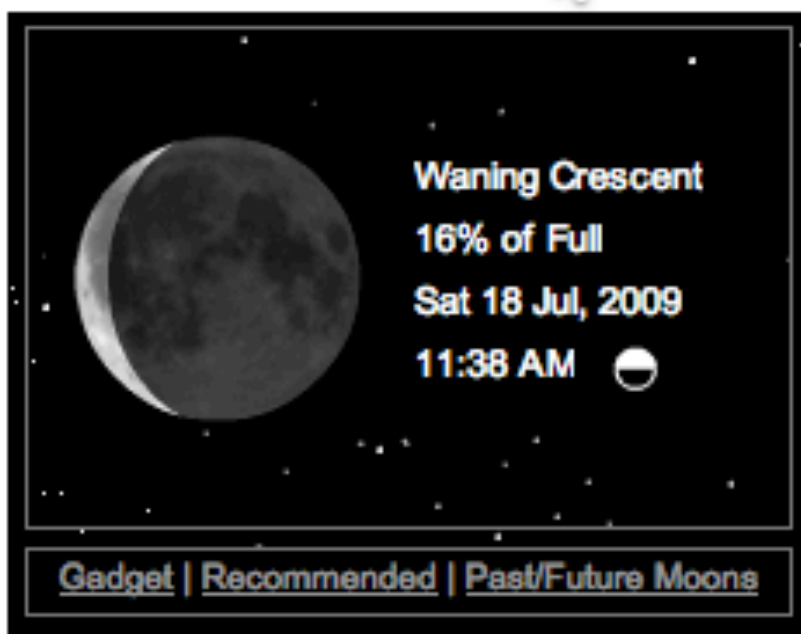 Waning Crescent
16% of Full
Sat 18 Jul, 2009
11:38 AM
Gadget | Recommended | Past/Future Moons